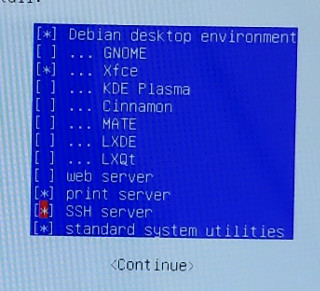 [*] Debian desktop environment
[ ] ... GNOME
[*] ... Xfce
[ ] ... KDE Plasma
[ ] ... Cinnamon
[ ] ... MATE
[ ] ... LXDE
[ ] ... LXQt
[ ] web server
[*] print server
[*] SSH server
[*] standard system utilities
<Continue>